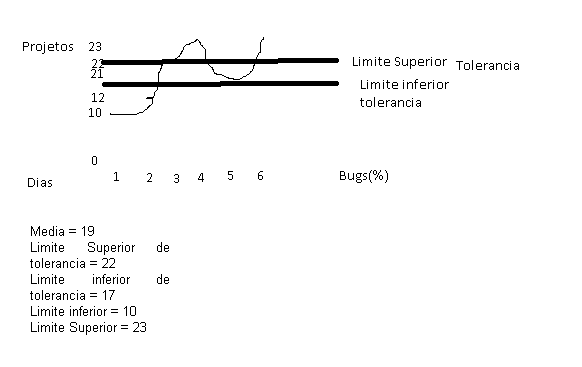 Projetos
23
22
21
12
10
0
Limite Superior Tolerancia
Limite inferior
tolerancia
1 2 3 4 5 6 Bugs(%)
Dias
Media = 19
Limite Superior de
tolerancia = 22
Limite inferior de
tolerancia = 17
Limite inferior = 10
Limite Superior = 23